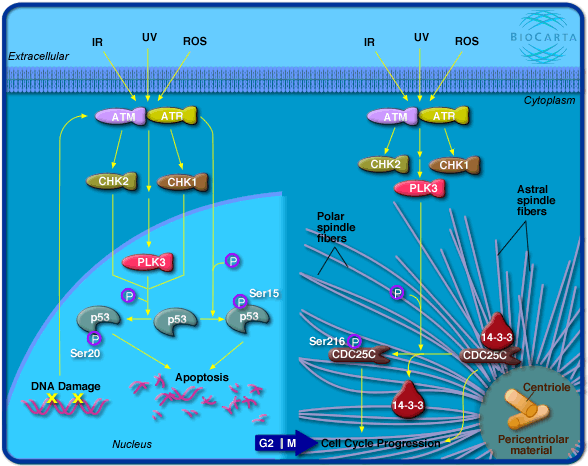 BIOCARTA
IR
UV
ROS
IR
UV
ROS
Extracellular
Cytoplasm
ATM
ATR
ATM
ATR
CHK2
CHK1
CHK2
CHK1
PLK3
PLK3
Astral
spindle
fibers
Polar
spindle
fibers
P
P
P
Ser15
p53
p53
p53
P
Ser20
P
Ser216
P
CDC25C
14-3-3
CDC25C
14-3-3
DNA Damage
X X
Apoptosis
Centriole
Pericentriolar
material
Nucleus
G2 | M
Cell Cycle Progression